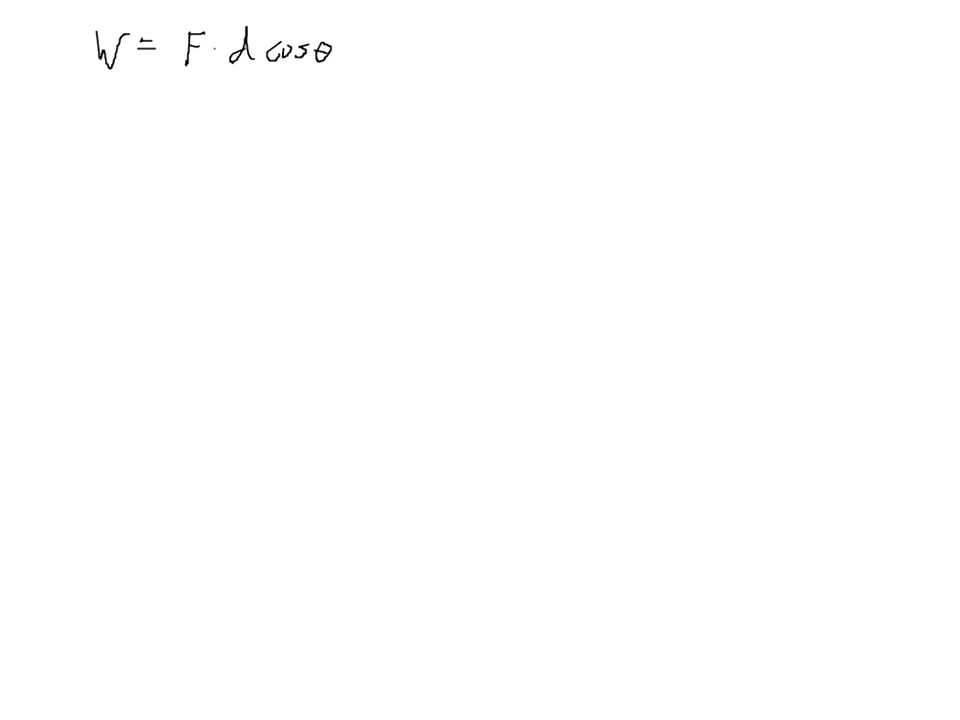 W = F · d cosθ